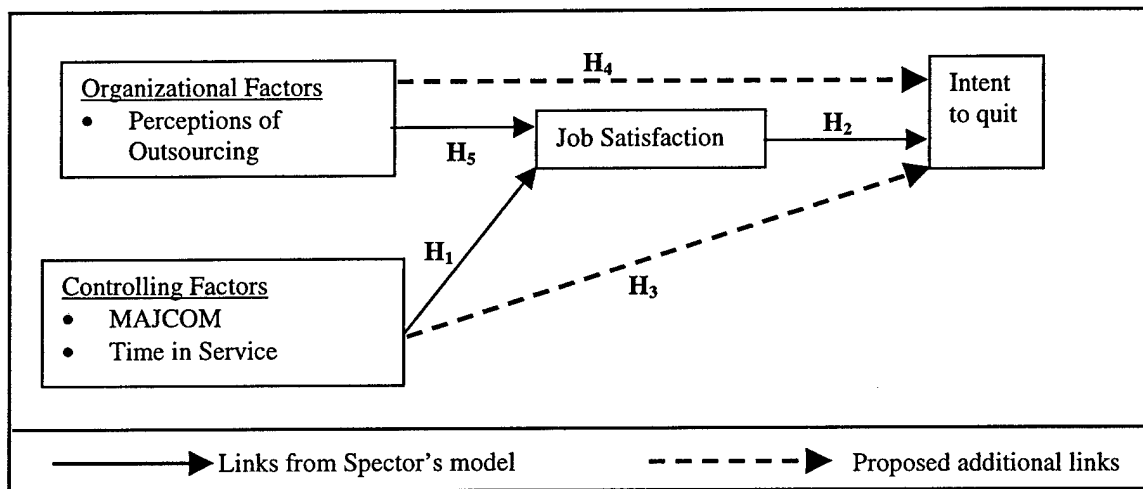 H₄
Organizational Factors
• Perceptions of
Outsourcing
H₅
Job Satisfaction
H₂
Intent
to quit
H₁
H₃
Controlling Factors
• MAJCOM
• Time in Service
Links from Spector's model
Proposed additional links